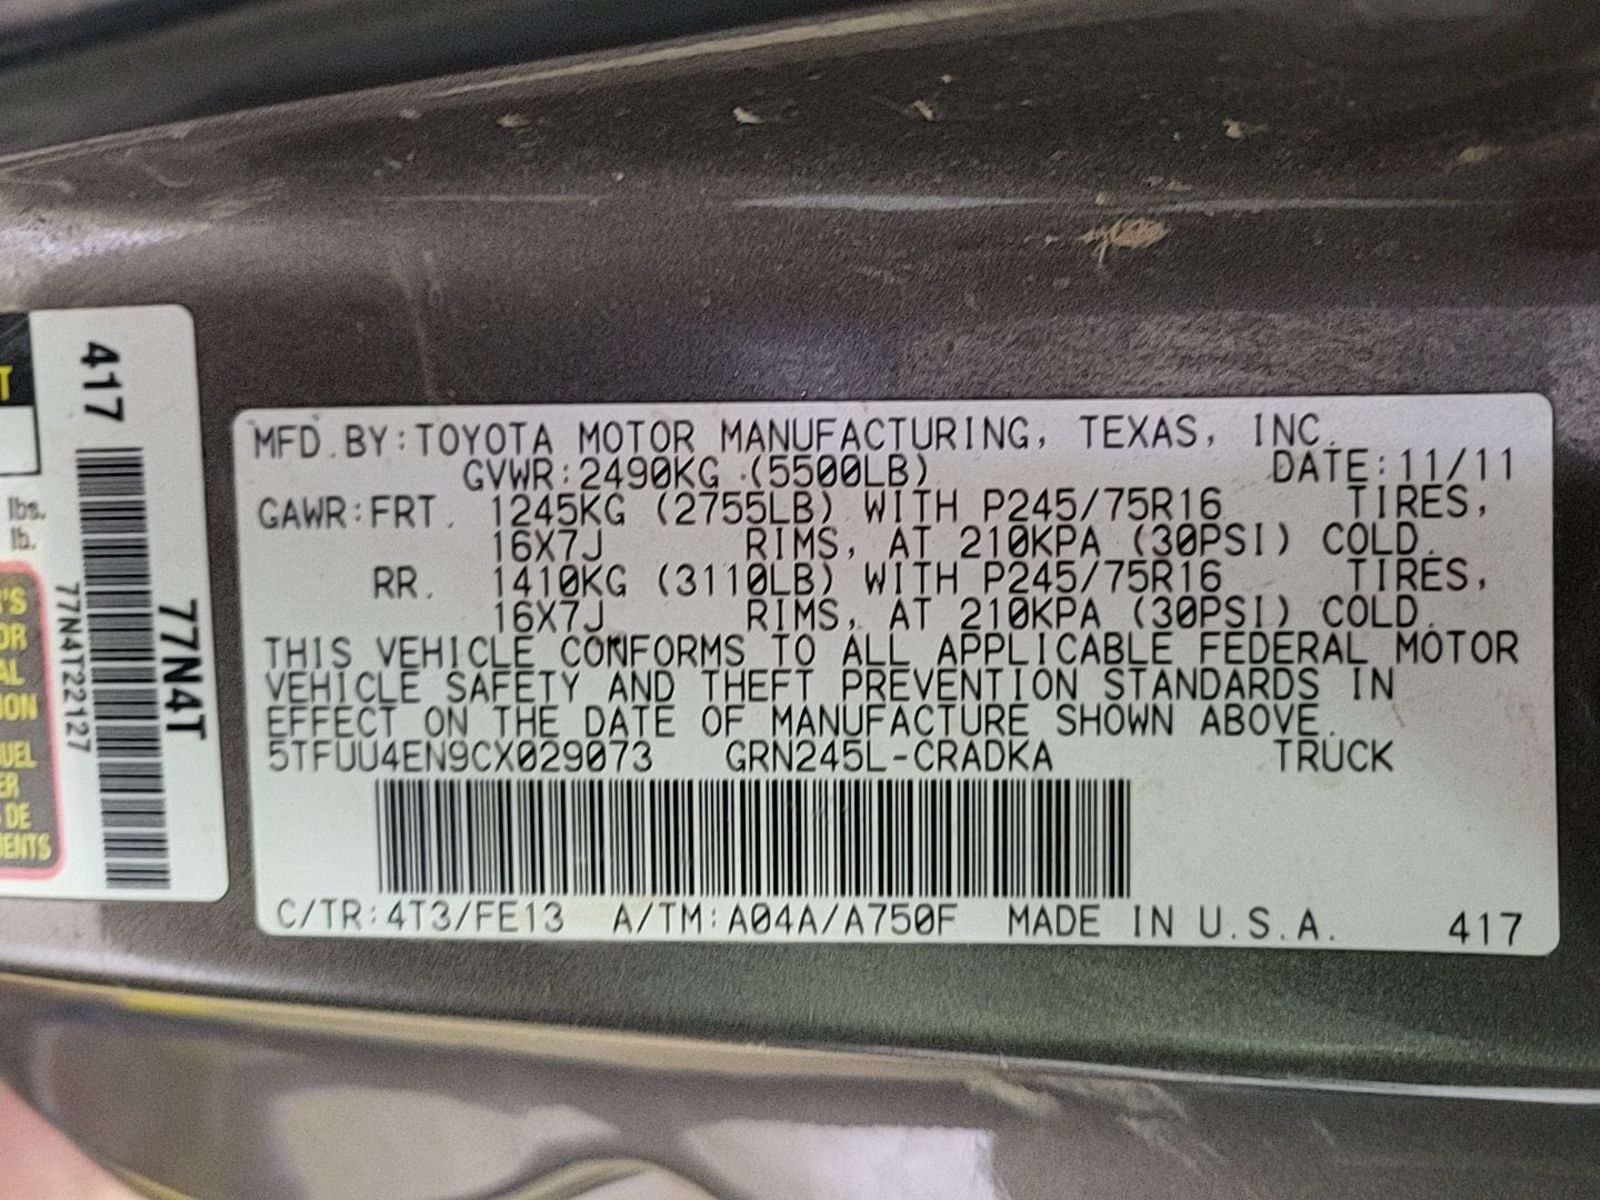 MFD.BY:TOYOTA MOTOR MANUFACTURING, TEXAS, INC.
GVWR:2490KG (5500LB) DATE:11/11
GAWR:FRT. 1245KG (2755LB) WITH P245/75R16 TIRES,
16X7J RIMS, AT 210KPA (30PSI) COLD.
RR. 1410KG (3110LB) WITH P245/75R16 TIRES,
16X7J RIMS, AT 210KPA (30PSI) COLD.
THIS VEHICLE CONFORMS TO ALL APPLICABLE FEDERAL MOTOR
VEHICLE SAFETY AND THEFT PREVENTION STANDARDS IN
EFFECT ON THE DATE OF MANUFACTURE SHOWN ABOVE.
5TFUU4EN9CX029073 GRN245L-CRADKA TRUCK
C/TR:4T3/FE13 A/TM:A04A/A750F MADE IN U.S.A. 417
417
77N4T
77N4T22127
lbs.
lb.
DE